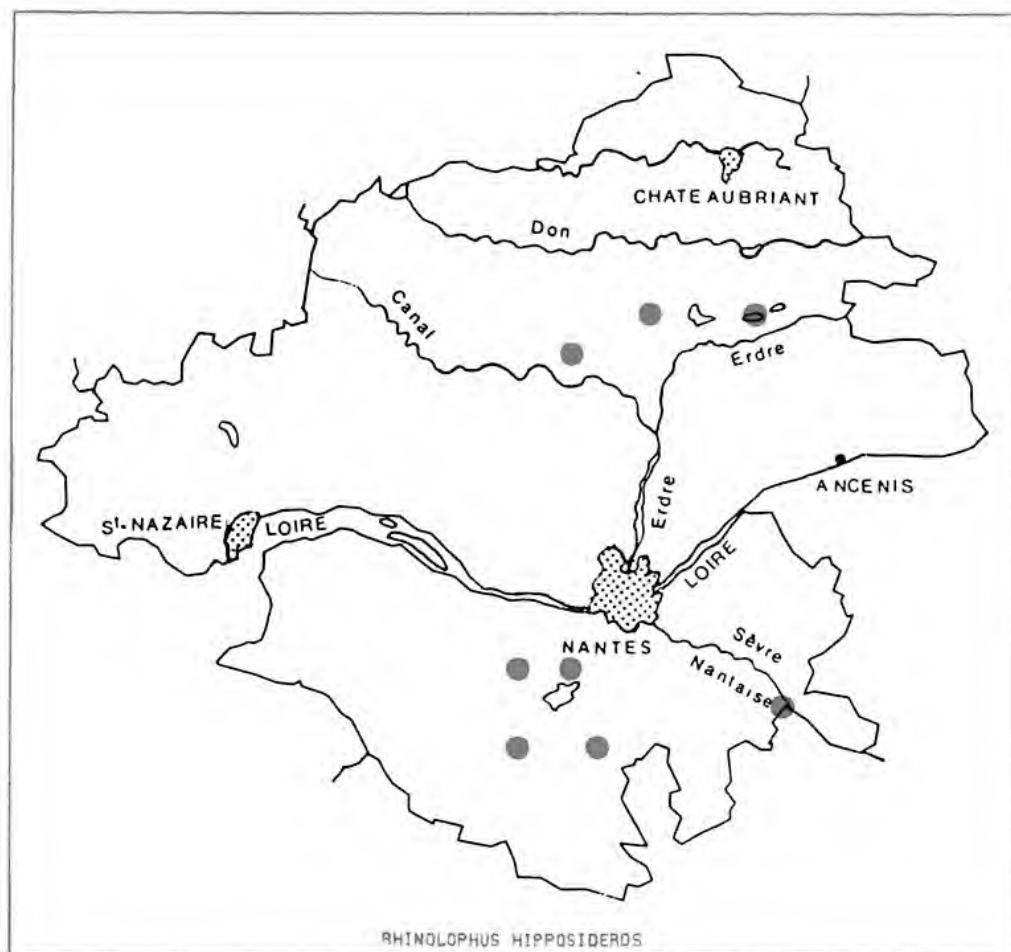 CHATEAUBRIANT
Don
Canal
Erdre
ANCENIS
Erdre
St-NAZAIRE
LOIRE
LOIRE
NANTES
Sèvre
Nantaise
RHINOLOPHUS HIPPOSIDEROS